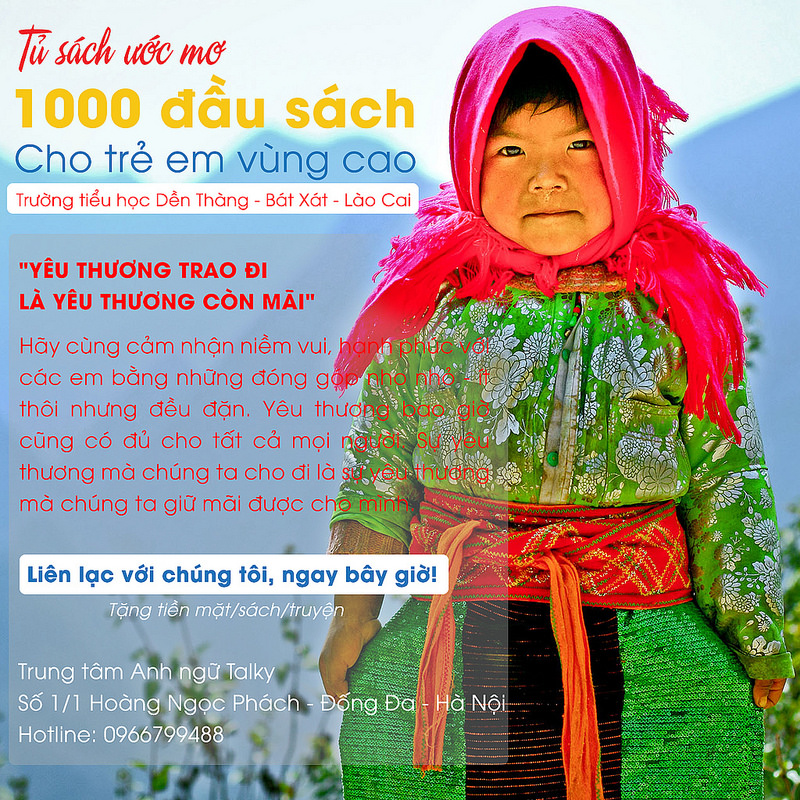 Tủ sách ước mơ
1000 đầu sách
Cho trẻ em vùng cao
Trường tiểu học Dền Thàng - Bát Xát - Lào Cai
"YÊU THƯƠNG TRAO ĐI
LÀ YÊU THƯƠNG CÒN MÃI"
Hãy cùng cảm nhận niềm vui, hạnh phúc với
các em bằng những đóng góp nho nhỏ - ít
thôi nhưng đều đặn. Yêu thương bao giờ
cũng có đủ cho tất cả mọi người. Sự yêu
thương mà chúng ta cho đi là sự yêu thương
mà chúng ta giữ mãi được cho mình.
Liên lạc với chúng tôi, ngay bây giờ!
Tặng tiền mặt/sách/truyện
Trung tâm Anh ngữ Talky
Số 1/1 Hoàng Ngọc Phách - Đống Đa - Hà Nội
Hotline: 0966799488